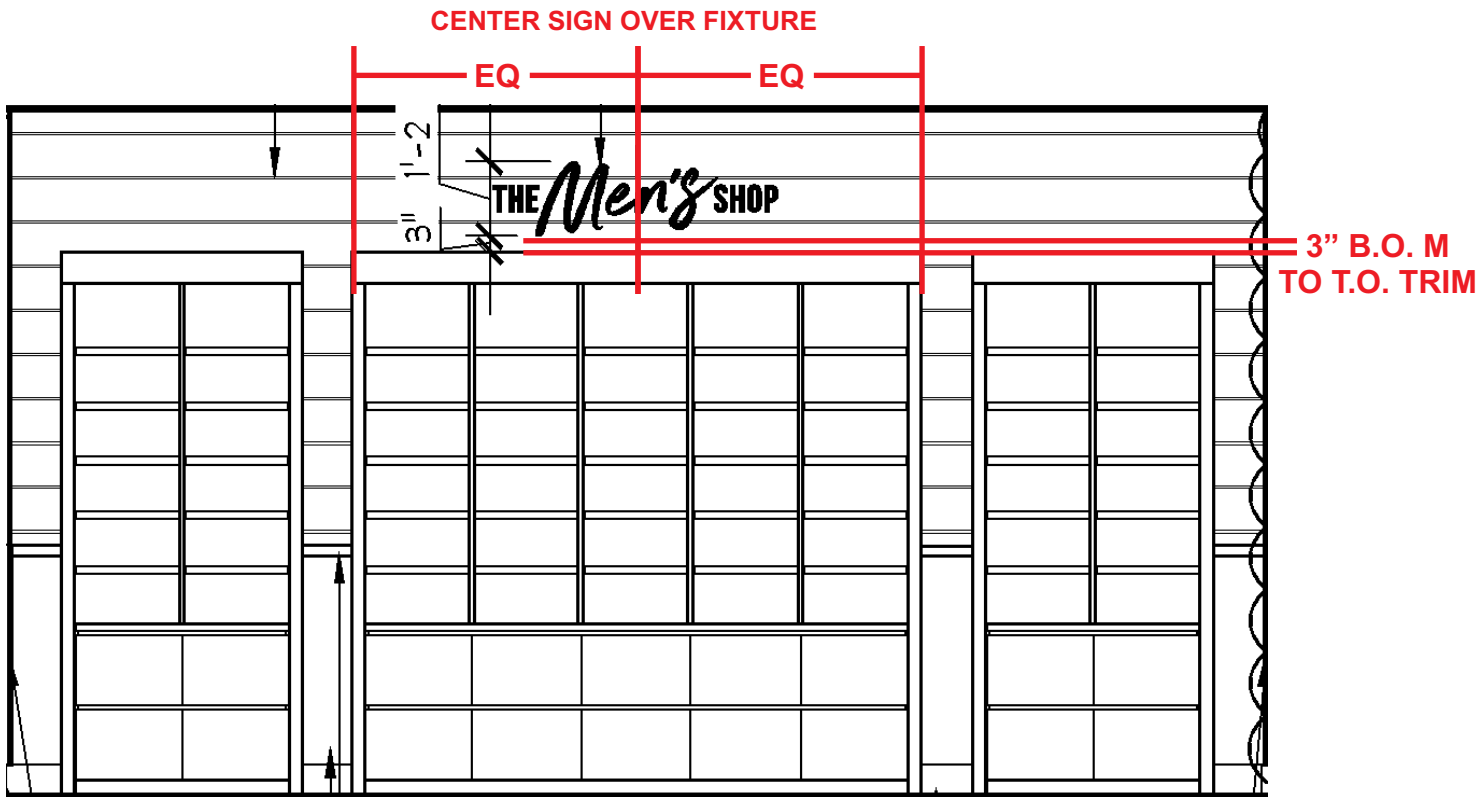 CENTER SIGN OVER FIXTURE
EQ EQ
1'-2
THE Men's SHOP
3"
3” B.O. M
TO T.O. TRIM